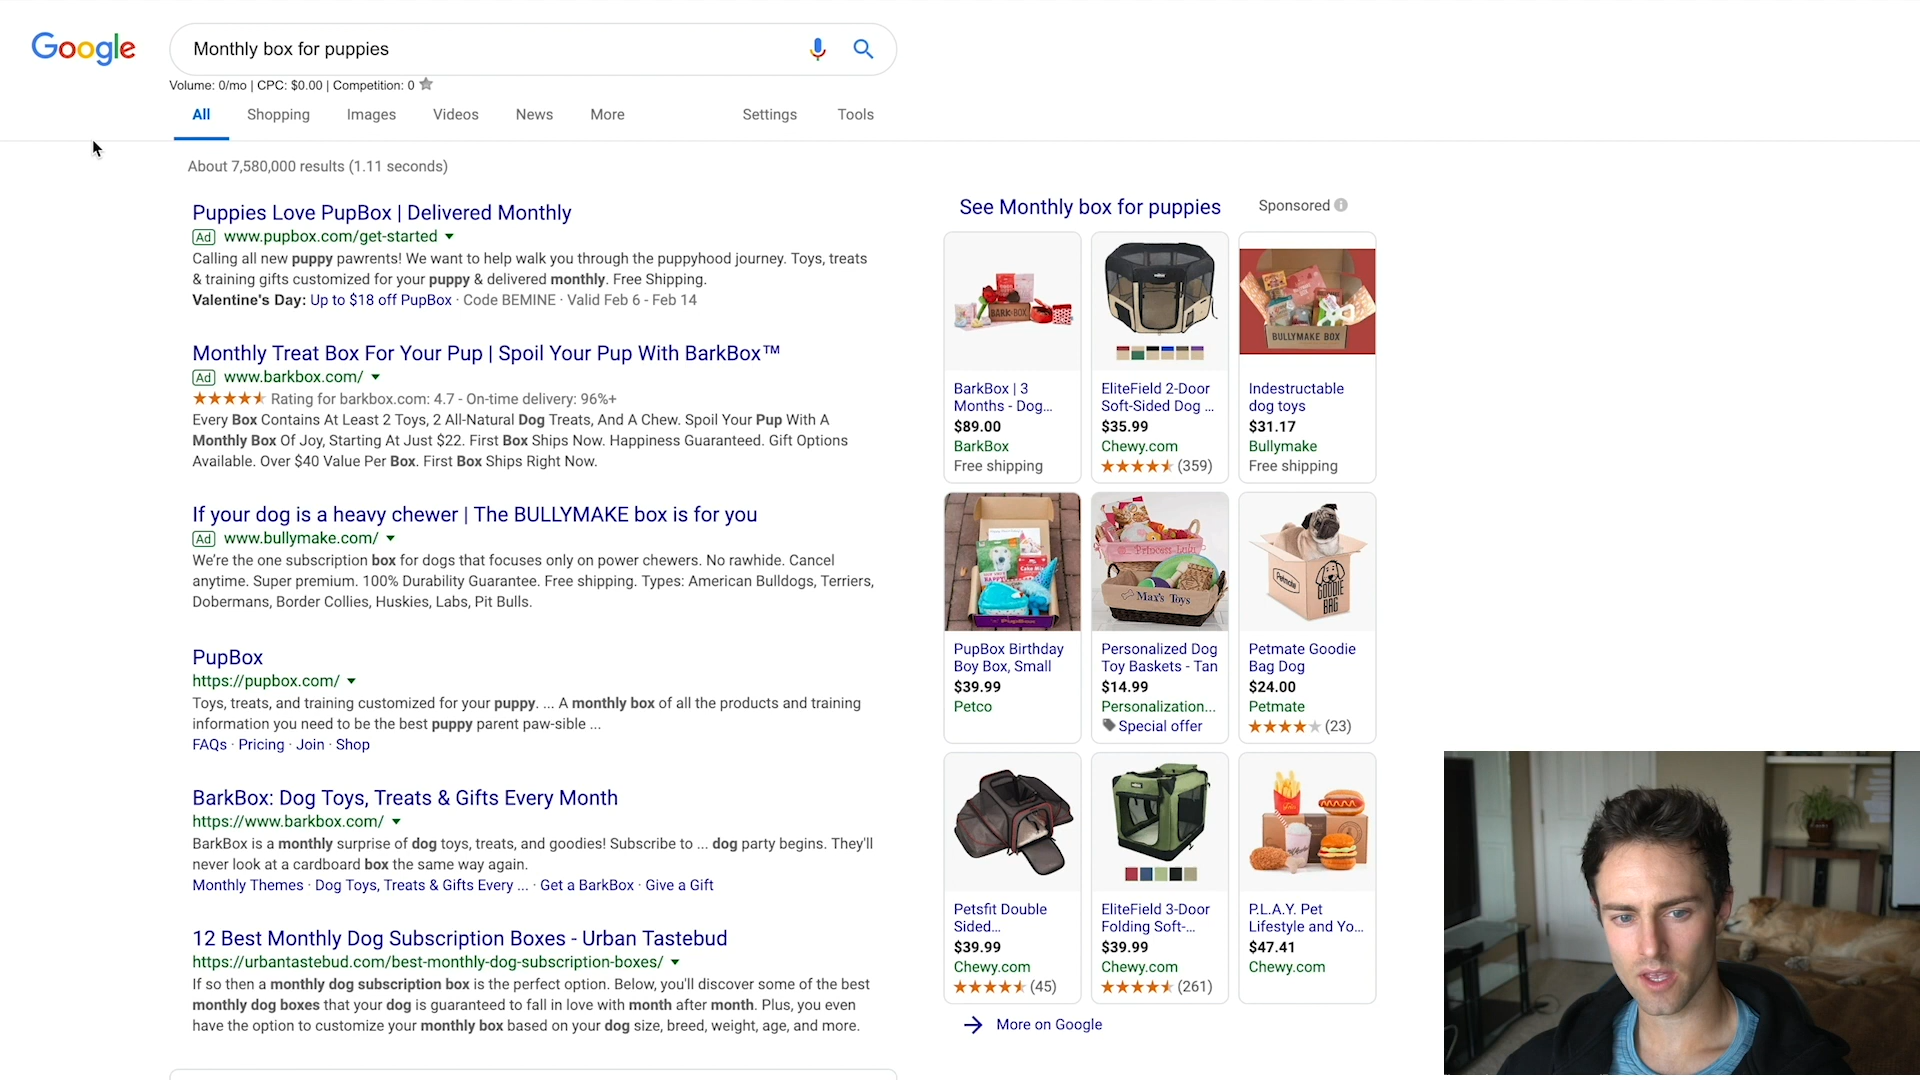 Google
Monthly box for puppies
Volume: 0/mo | CPC: $0.00 | Competition: 0
All Shopping Images Videos News More Settings Tools
About 7,580,000 results (1.11 seconds)
Puppies Love PupBox | Delivered Monthly
Ad www.pupbox.com/get-started
Calling all new puppy pawrents! We want to help walk you through the puppyhood journey. Toys, treats
& training gifts customized for your puppy & delivered monthly. Free Shipping.
Valentine's Day: Up to $18 off PupBox · Code BEMINE · Valid Feb 6 - Feb 14
Monthly Treat Box For Your Pup | Spoil Your Pup With BarkBox™
Ad www.barkbox.com/
Rating for barkbox.com: 4.7 - On-time delivery: 96%+
Every Box Contains At Least 2 Toys, 2 All-Natural Dog Treats, And A Chew. Spoil Your Pup With A
Monthly Box Of Joy, Starting At Just $22. First Box Ships Now. Happiness Guaranteed. Gift Options
Available. Over $40 Value Per Box. First Box Ships Right Now.
If your dog is a heavy chewer | The BULLYMAKE box is for you
Ad www.bullymake.com/
We're the one subscription box for dogs that focuses only on power chewers. No rawhide. Cancel
anytime. Super premium. 100% Durability Guarantee. Free shipping. Types: American Bulldogs, Terriers,
Dobermans, Border Collies, Huskies, Labs, Pit Bulls.
PupBox
https://pupbox.com/
Toys, treats, and training customized for your puppy. ... A monthly box of all the products and training
information you need to be the best puppy parent paw-sible ...
FAQs · Pricing · Join · Shop
BarkBox: Dog Toys, Treats & Gifts Every Month
https://www.barkbox.com/
BarkBox is a monthly surprise of dog toys, treats, and goodies! Subscribe to ... dog party begins. They'll
never look at a cardboard box the same way again.
Monthly Themes · Dog Toys, Treats & Gifts Every ... · Get a BarkBox · Give a Gift
12 Best Monthly Dog Subscription Boxes - Urban Tastebud
https://urbantastebud.com/best-monthly-dog-subscription-boxes/
If so then a monthly dog subscription box is the perfect option. Below, you'll discover some of the best
monthly dog boxes that your dog is guaranteed to fall in love with month after month. Plus, you even
have the option to customize your monthly box based on your dog size, breed, weight, age, and more.
See Monthly box for puppies Sponsored
BARK BOX
BarkBox | 3
Months - Dog...
$89.00
BarkBox
Free shipping
EliteField 2-Door
Soft-Sided Dog ...
$35.99
Chewy.com
(359)
BULLYMAKE BOX
Indestructable
dog toys
$31.17
Bullymake
Free shipping
PupBox
PupBox Birthday
Boy Box, Small
$39.99
Petco
Princess Lulu
Max's Toys
Personalized Dog
Toy Baskets - Tan
$14.99
Personalization...
Special offer
Petmate
GOODIE
BAG
Petmate Goodie
Bag Dog
$24.00
Petmate
(23)
Petsfit Double
Sided...
$39.99
Chewy.com
(45)
EliteField 3-Door
Folding Soft-...
$39.99
Chewy.com
(261)
P.L.A.Y. Pet
Lifestyle and Yo...
$47.41
Chewy.com
More on Google